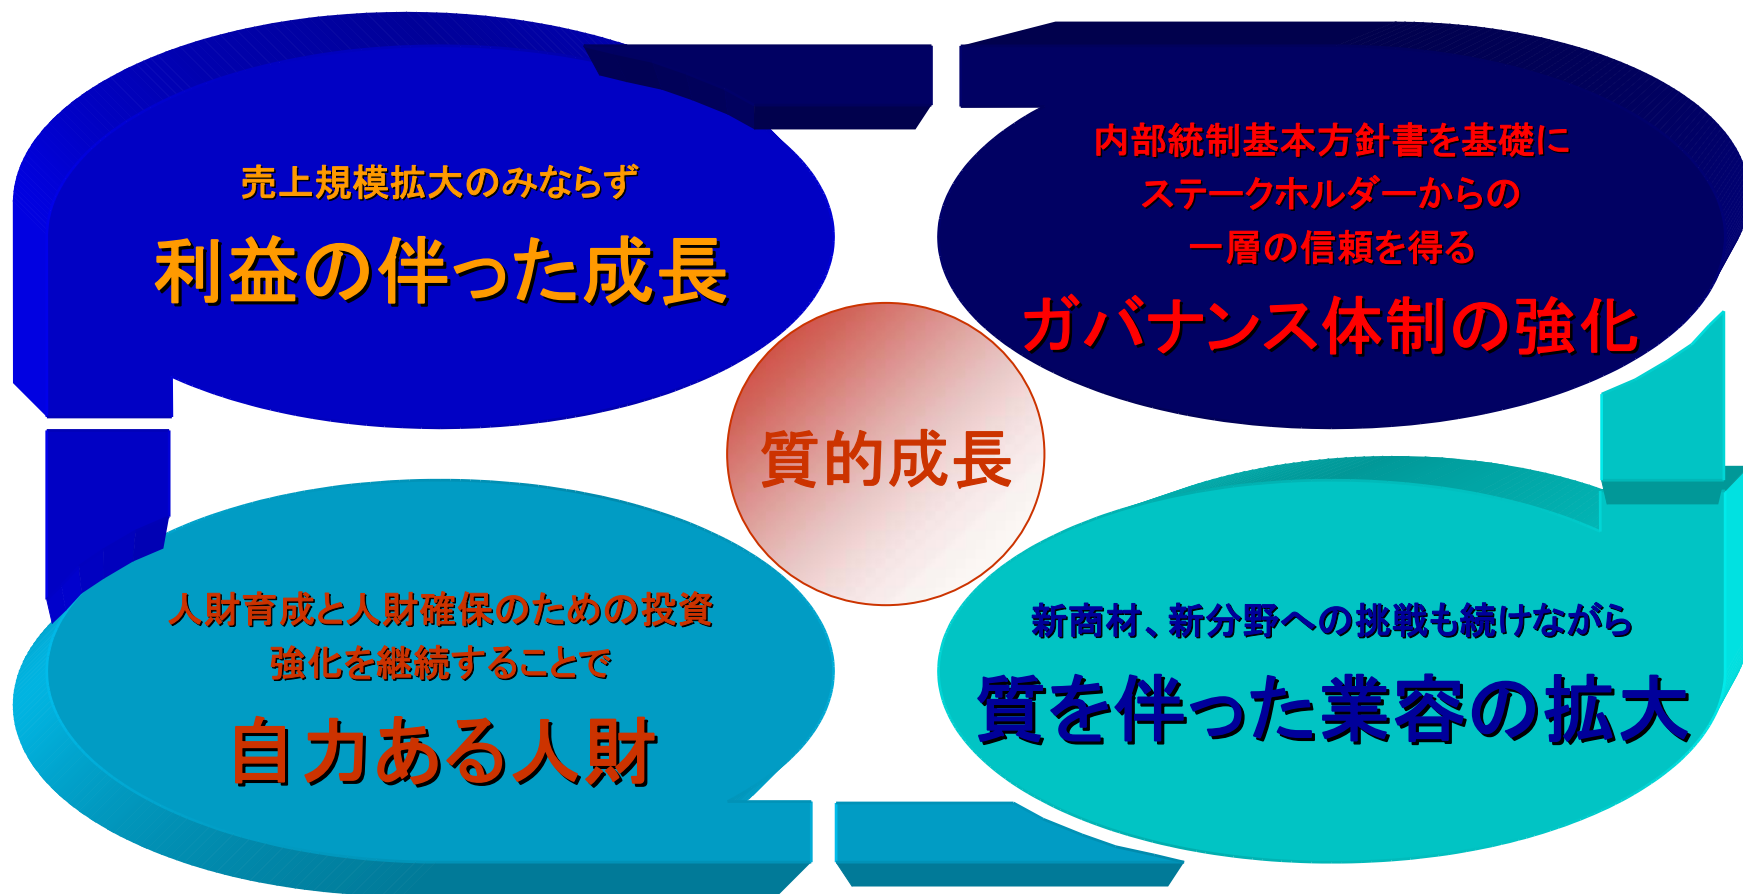 売上規模拡大のみならず
利益の伴った成長
内部統制基本方針書を基礎に
ステークホルダーからの
一層の信頼を得る
ガバナンス体制の強化
質的成長
人財育成と人財確保のための投資
強化を継続することで
自力ある人財
新商材、新分野への挑戦も続けながら
質を伴った業容の拡大